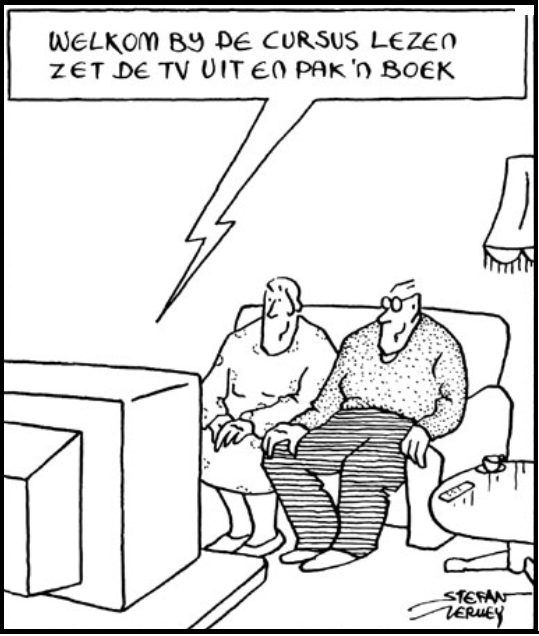 WELKOM BY DE CURSUS LEZEN
ZET DE TV UIT EN PAK 'N BOEK
STEFAN
VERWEY